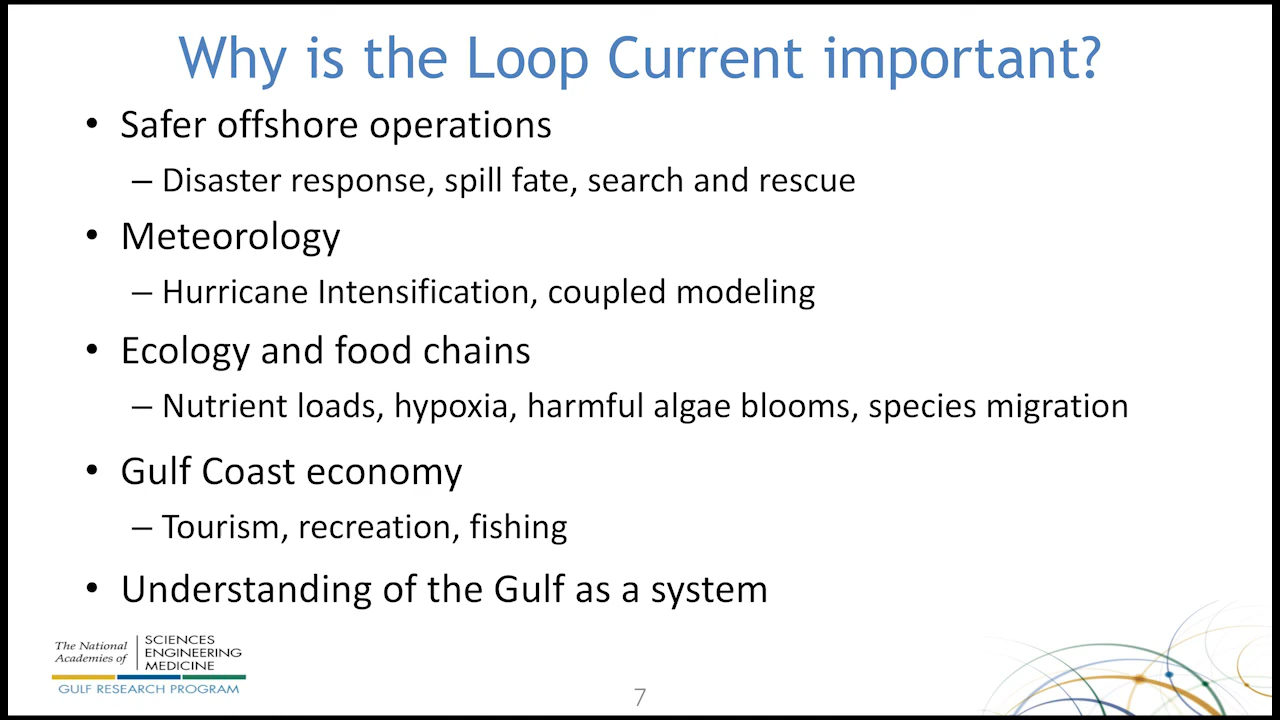 Why is the Loop Current important?
• Safer offshore operations
– Disaster response, spill fate, search and rescue
• Meteorology
– Hurricane Intensification, coupled modeling
• Ecology and food chains
– Nutrient loads, hypoxia, harmful algae blooms, species migration
• Gulf Coast economy
– Tourism, recreation, fishing
• Understanding of the Gulf as a system
The National
Academies of
SCIENCES
ENGINEERING
MEDICINE
GULF RESEARCH PROGRAM
7